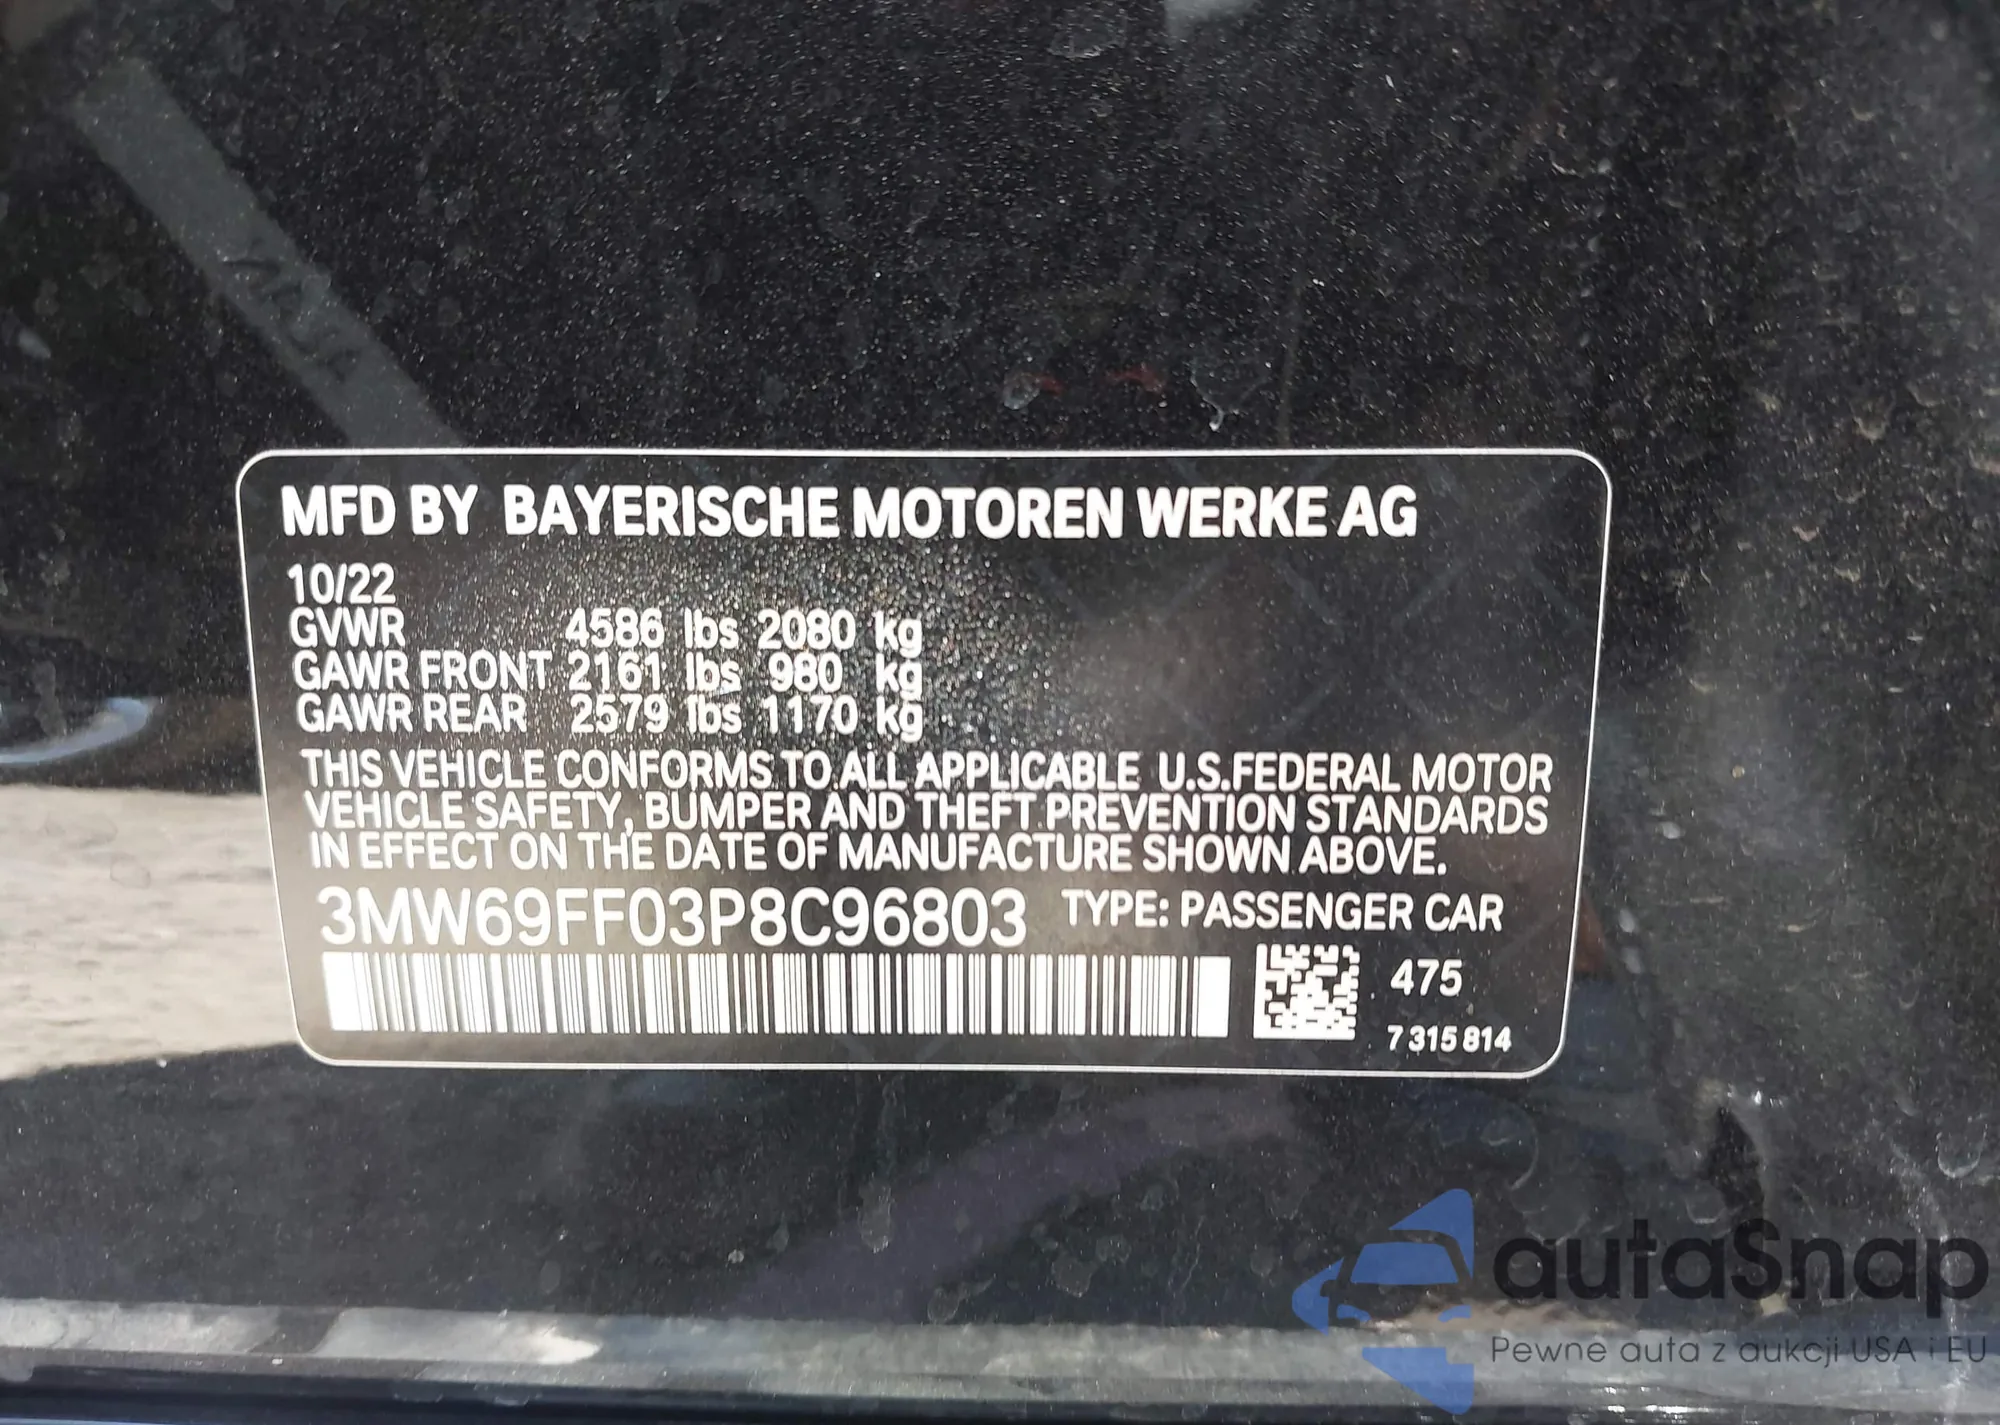 MFD BY BAYERISCHE MOTOREN WERKE AG
10/22
GVWR 4586 lbs 2080 kg
GAWR FRONT 2161 lbs 980 kg
GAWR REAR 2579 lbs 1170 kg
THIS VEHICLE CONFORMS TO ALL APPLICABLE U.S.FEDERAL MOTOR
VEHICLE SAFETY, BUMPER AND THEFT PREVENTION STANDARDS
IN EFFECT ON THE DATE OF MANUFACTURE SHOWN ABOVE.
3MW69FF03P8C96803 TYPE: PASSENGER CAR
475
7 315 814
autaSnap
Pewne auta z aukcji USA i EU